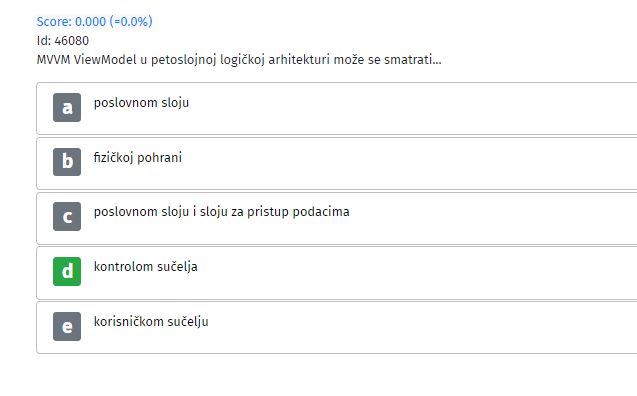 Score: 0.000 (=0.0%)
Id: 46080
MVVM ViewModel u petoslojnoj logičkoj arhitekturi može se smatrati...
a poslovnom sloju
b fizičkoj pohrani
c poslovnom sloju i sloju za pristup podacima
d kontrolom sučelja
e korisničkom sučelju